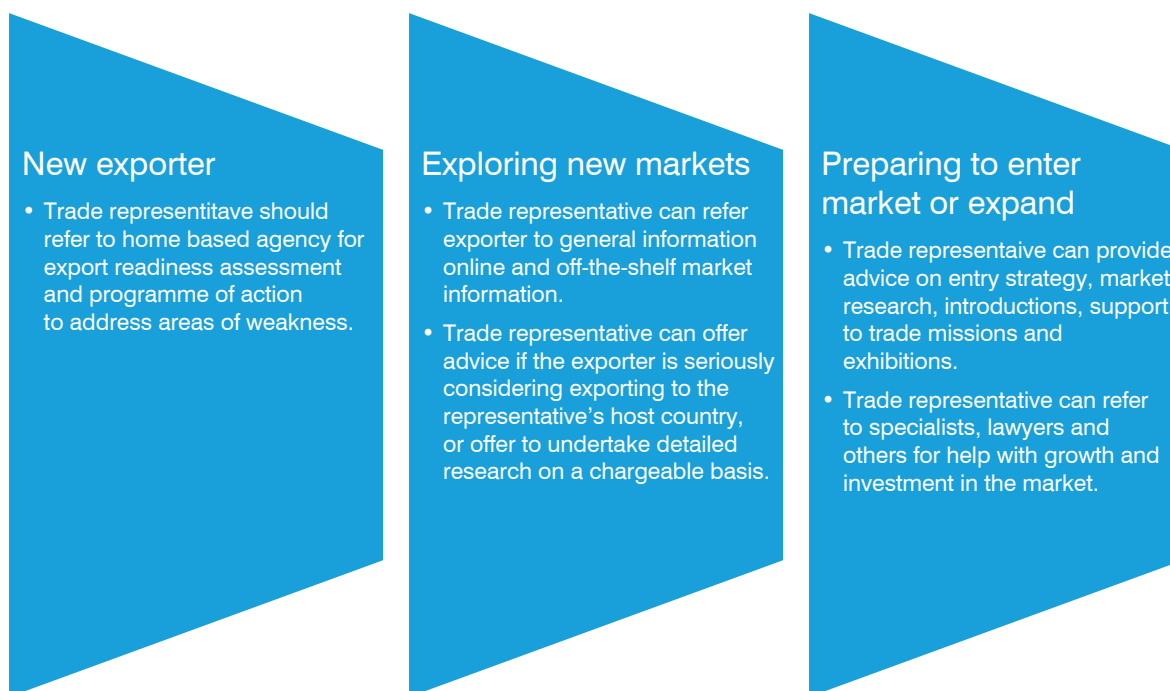 New exporter
• Trade representitave should
refer to home based agency for
export readiness assessment
and programme of action
to address areas of weakness.
Exploring new markets
• Trade representative can refer
exporter to general information
online and off-the-shelf market
information.
• Trade representative can offer
advice if the exporter is seriously
considering exporting to the
representative’s host country,
or offer to undertake detailed
research on a chargeable basis.
Preparing to enter
market or expand
• Trade representaive can provide
advice on entry strategy, market
research, introductions, support
to trade missions and
exhibitions.
• Trade representative can refer
to specialists, lawyers and
others for help with growth and
investment in the market.